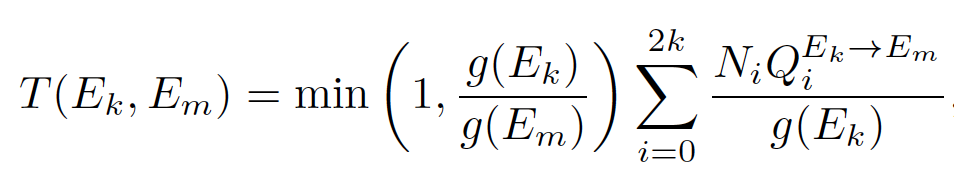 T(E_k, E_m) = \min\left(1, \frac{g(E_k)}{g(E_m)}\right) \sum_{i=0}^{2k} \frac{N_i Q_i^{E_k \to E_m}}{g(E_k)}.